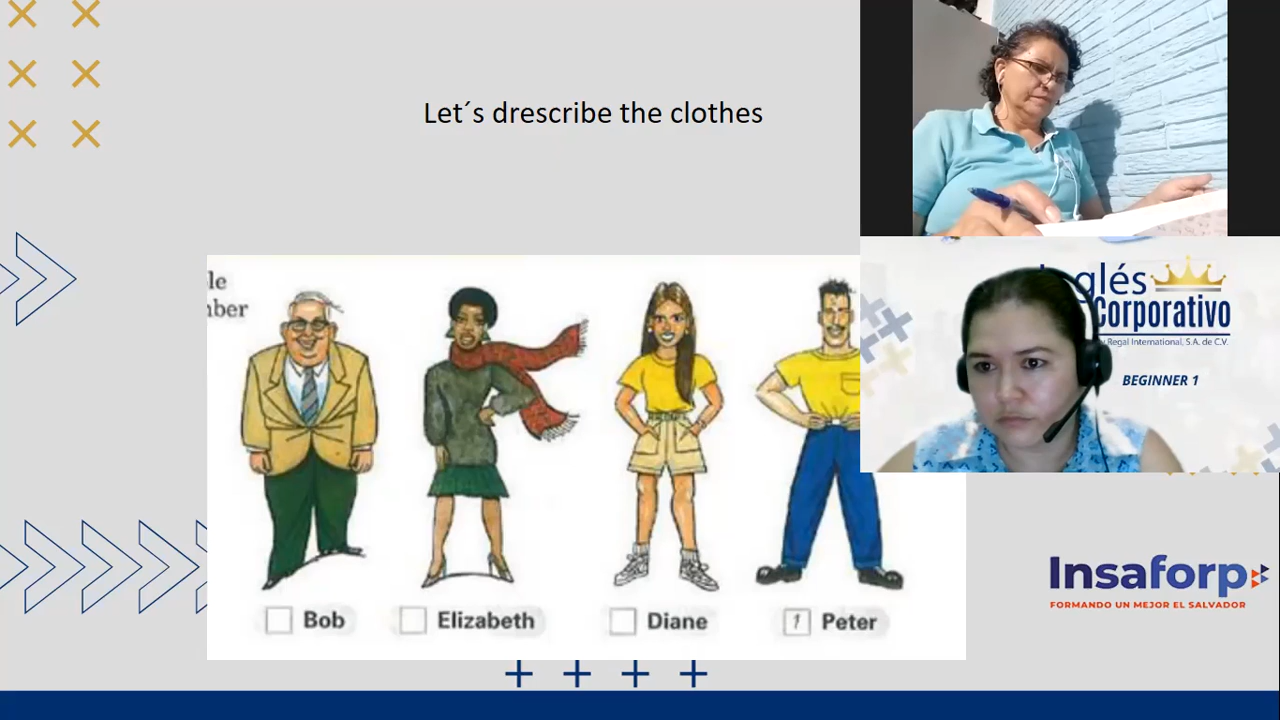 Let´s drescribe the clothes
le
nber
Bob
Elizabeth
Diane
1 Peter
Inglés
Corporativo
Regal International, S.A. de C.V.
BEGINNER 1
Insaforp
FORMANDO UN MEJOR EL SALVADOR